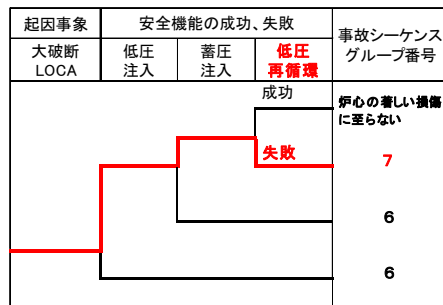 起因事象
安全機能の成功、失敗
事故シーケンス
グループ番号
大破断
LOCA
低圧
注入
蓄圧
注入
低圧
再循環
成功
炉心の著しい損傷
に至らない
失敗
7
6
6